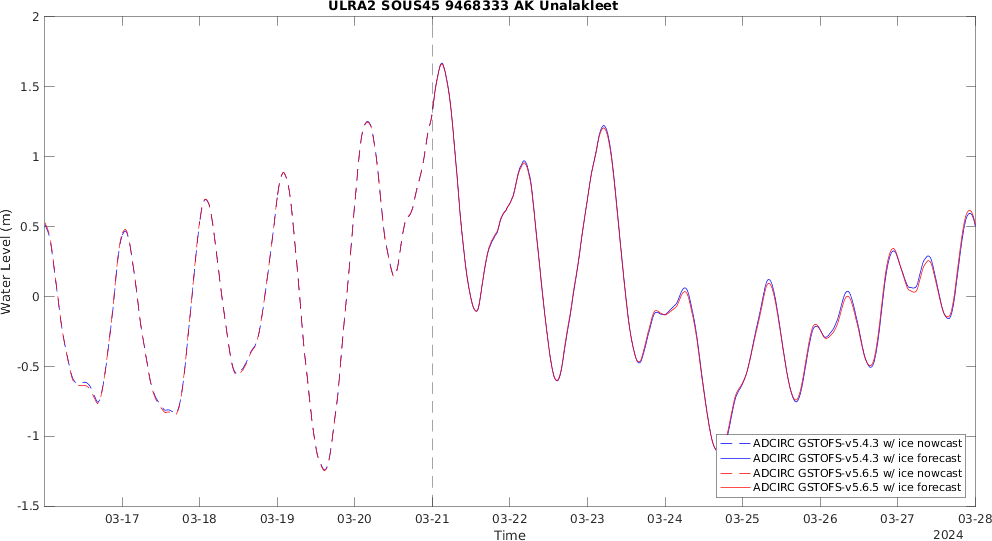 ULRA2 SOUS45 9468333 AK Unalakleet
2
1.5
1
0.5
0
-0.5
-1
-1.5
Water Level (m)
03-17 03-18 03-19 03-20 03-21 03-22 03-23 03-24 03-25 03-26 03-27 03-28
Time
2024
ADCIRC GSTOFS-v5.4.3 w/ ice nowcast
ADCIRC GSTOFS-v5.4.3 w/ ice forecast
ADCIRC GSTOFS-v5.6.5 w/ ice nowcast
ADCIRC GSTOFS-v5.6.5 w/ ice forecast